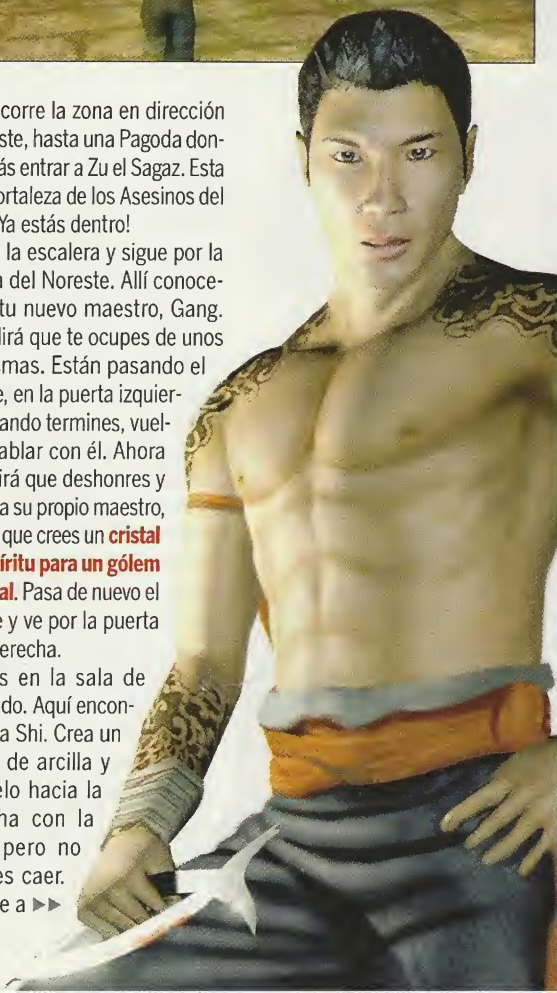 corre la zona en dirección
ste, hasta una Pagoda don-
ás entrar a Zu el Sagaz. Esta
ortaleza de los Asesinos del
Ya estás dentro!
la escalera y sigue por la
a del Noreste. Allí conoce-
tu nuevo maestro, Gang.
dirá que te ocupes de unos
smas. Están pasando el
e, en la puerta izquier-
ando termines, vuel-
ablar con él. Ahora
irá que deshonres y
a su propio maestro,
que crees un cristal
íritu para un gólem
al. Pasa de nuevo el
e y ve por la puerta
erecha.
s en la sala de
do. Aquí encon-
a Shi. Crea un
de arcilla y
elo hacia la
ha con la
pero no
es caer.
e a ▶▶